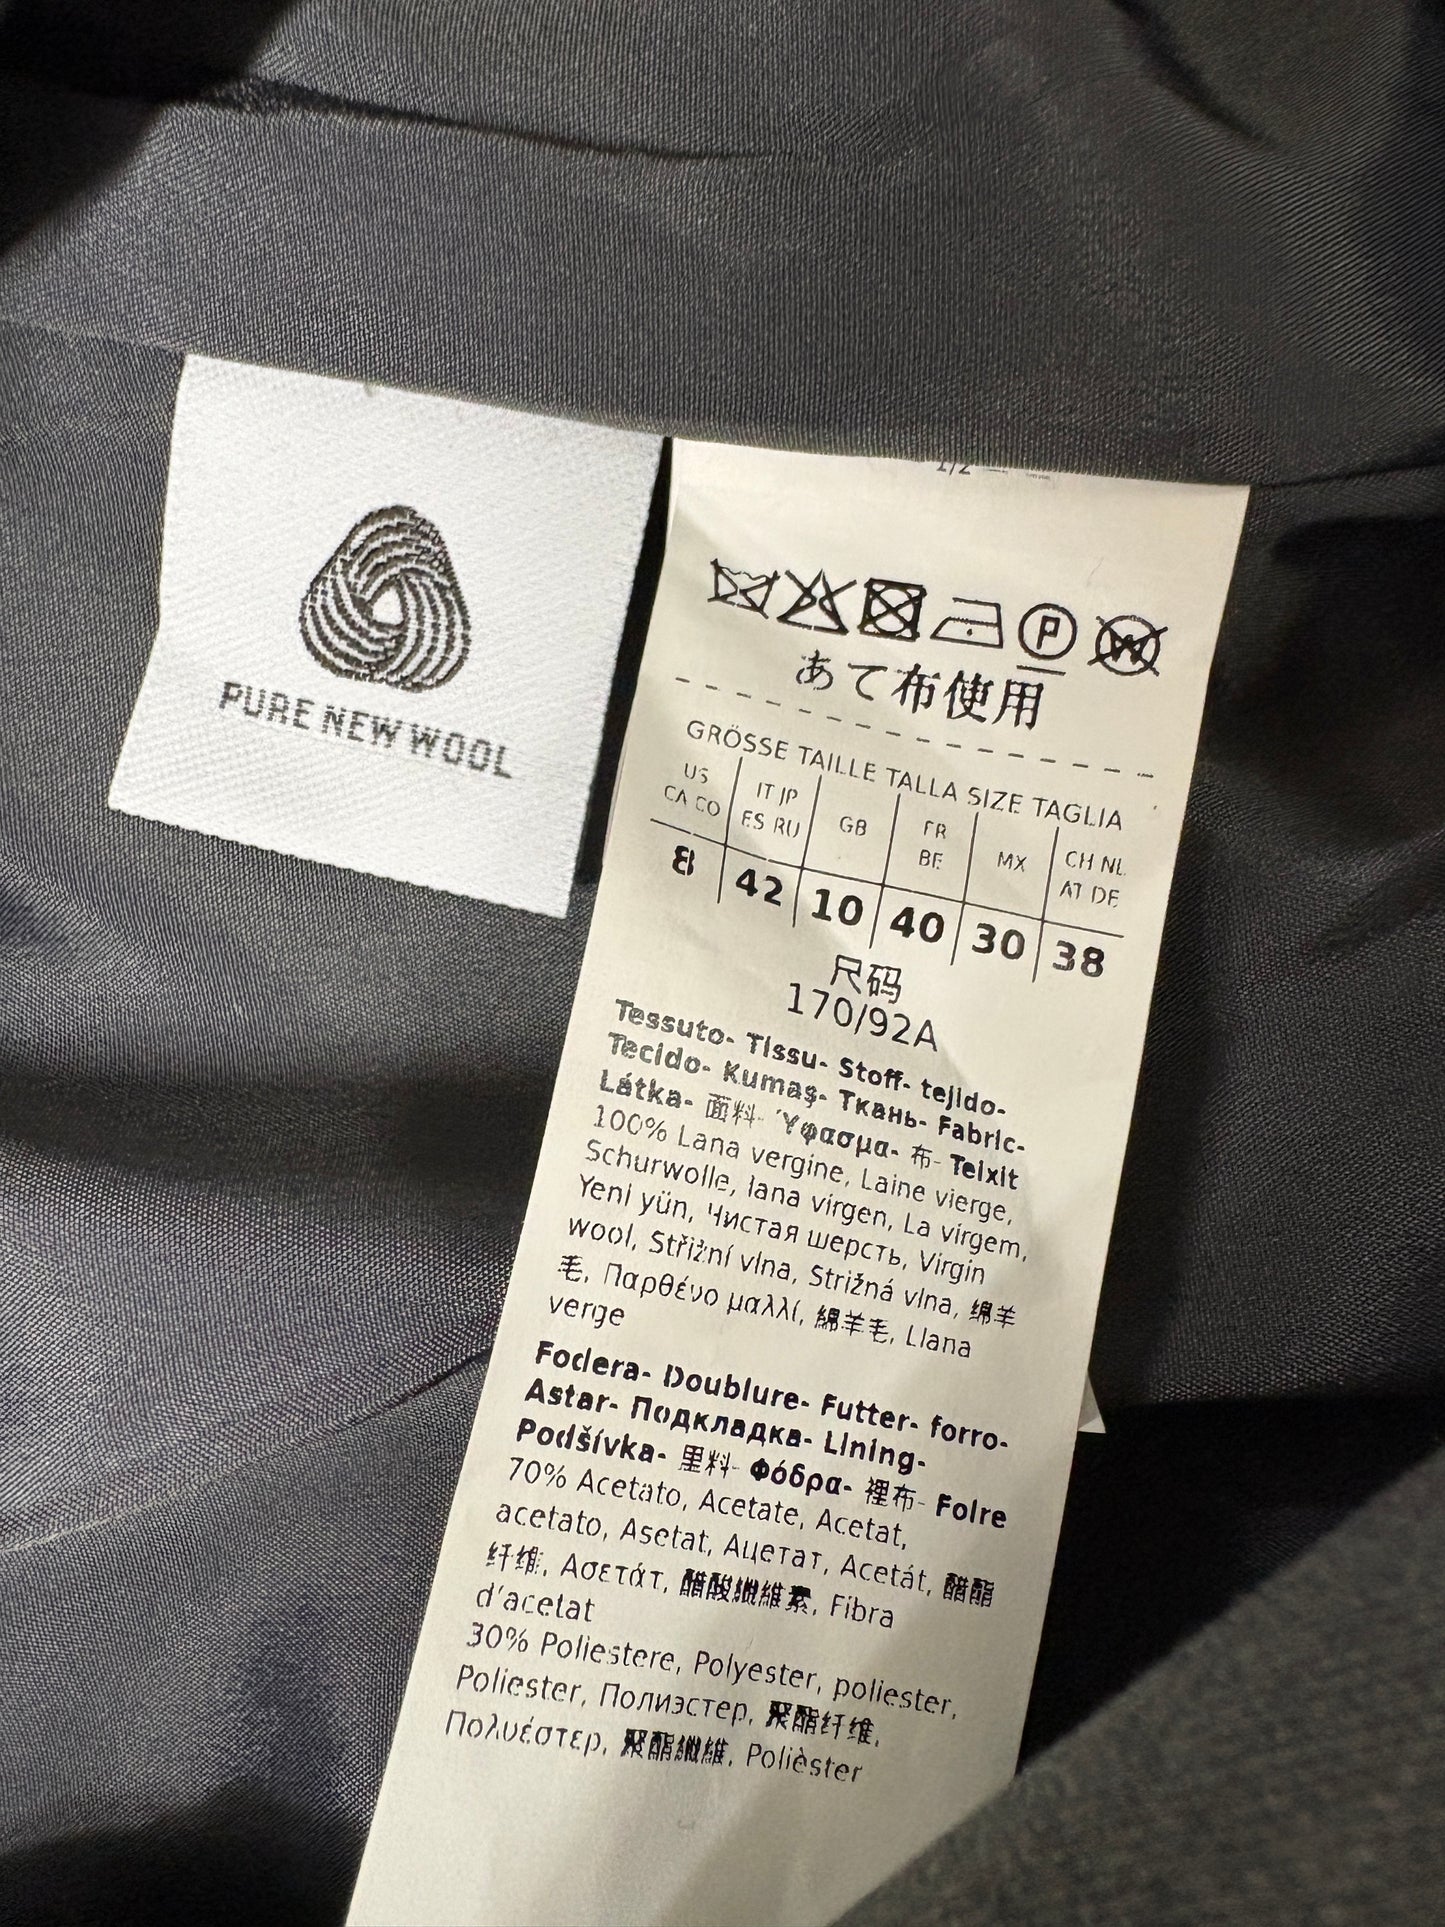 PURE NEW WOOL
1/2
P
W
あて布使用
GRÖSSE TAILLE TALLA SIZE TAGLIA
US CA CO IT JP ES RU GB FR BE MX CH NL AT DE
8 42 10 40 30 38
尺码
170/92A
Tessuto- Tissu- Stoff- tejido-
Tecido- Kumaş- Ткань- Fabric-
Látka- 面料- Ύφασμα- 布- Teixit
100% Lana vergine, Laine vierge,
Schurwolle, lana virgen, La virgem,
Yeni yün, Чистая шерсть, Virgin
wool, Střižní vlna, Strižná vlna, 绵羊
毛, Παρθένο μαλλί, 綿羊毛, Llana
verge
Fodera- Doublure- Futter- forro-
Astar- Подкладка- Lining-
Podšívka- 里料- Φόδρα- 裡布- Folre
70% Acetato, Acetate, Acetat,
acetato, Asetat, Ацетат, Acetát, 醋酯
纤维, Ασετάτ, 醋酸纖維素, Fibra
d'acetat
30% Poliestere, Polyester, poliester,
Poliester, Полиэстер, 聚酯纤维,
Πολυέστερ, 聚酯纖維, Polièster